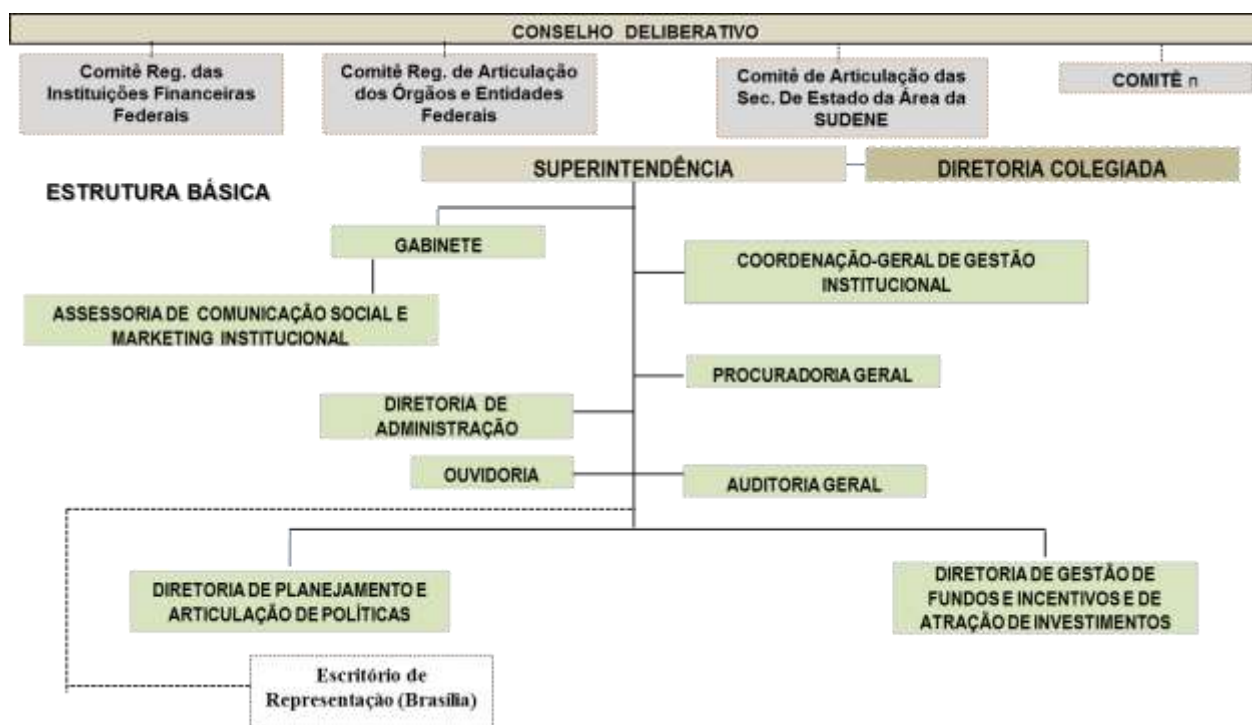 CONSELHO DELIBERATIVO
Comitê Reg. das
Instituições Financeiras
Federais
Comitê Reg. de Articulação
dos Órgãos e Entidades
Federais
Comitê de Articulação das
Sec. De Estado da Área da
SUDENE
COMITÊ n
SUPERINTENDÊNCIA
DIRETORIA COLEGIADA
ESTRUTURA BÁSICA
GABINETE
COORDENAÇÃO-GERAL DE GESTÃO
INSTITUCIONAL
ASSESSORIA DE COMUNICAÇÃO SOCIAL E
MARKETING INSTITUCIONAL
PROCURADORIA GERAL
DIRETORIA DE
ADMINISTRAÇÃO
OUVIDORIA
AUDITORIA GERAL
DIRETORIA DE PLANEJAMENTO E
ARTICULAÇÃO DE POLÍTICAS
DIRETORIA DE GESTÃO DE
FUNDOS E INCENTIVOS E DE
ATRAÇÃO DE INVESTIMENTOS
Escritório de
Representação (Brasília)